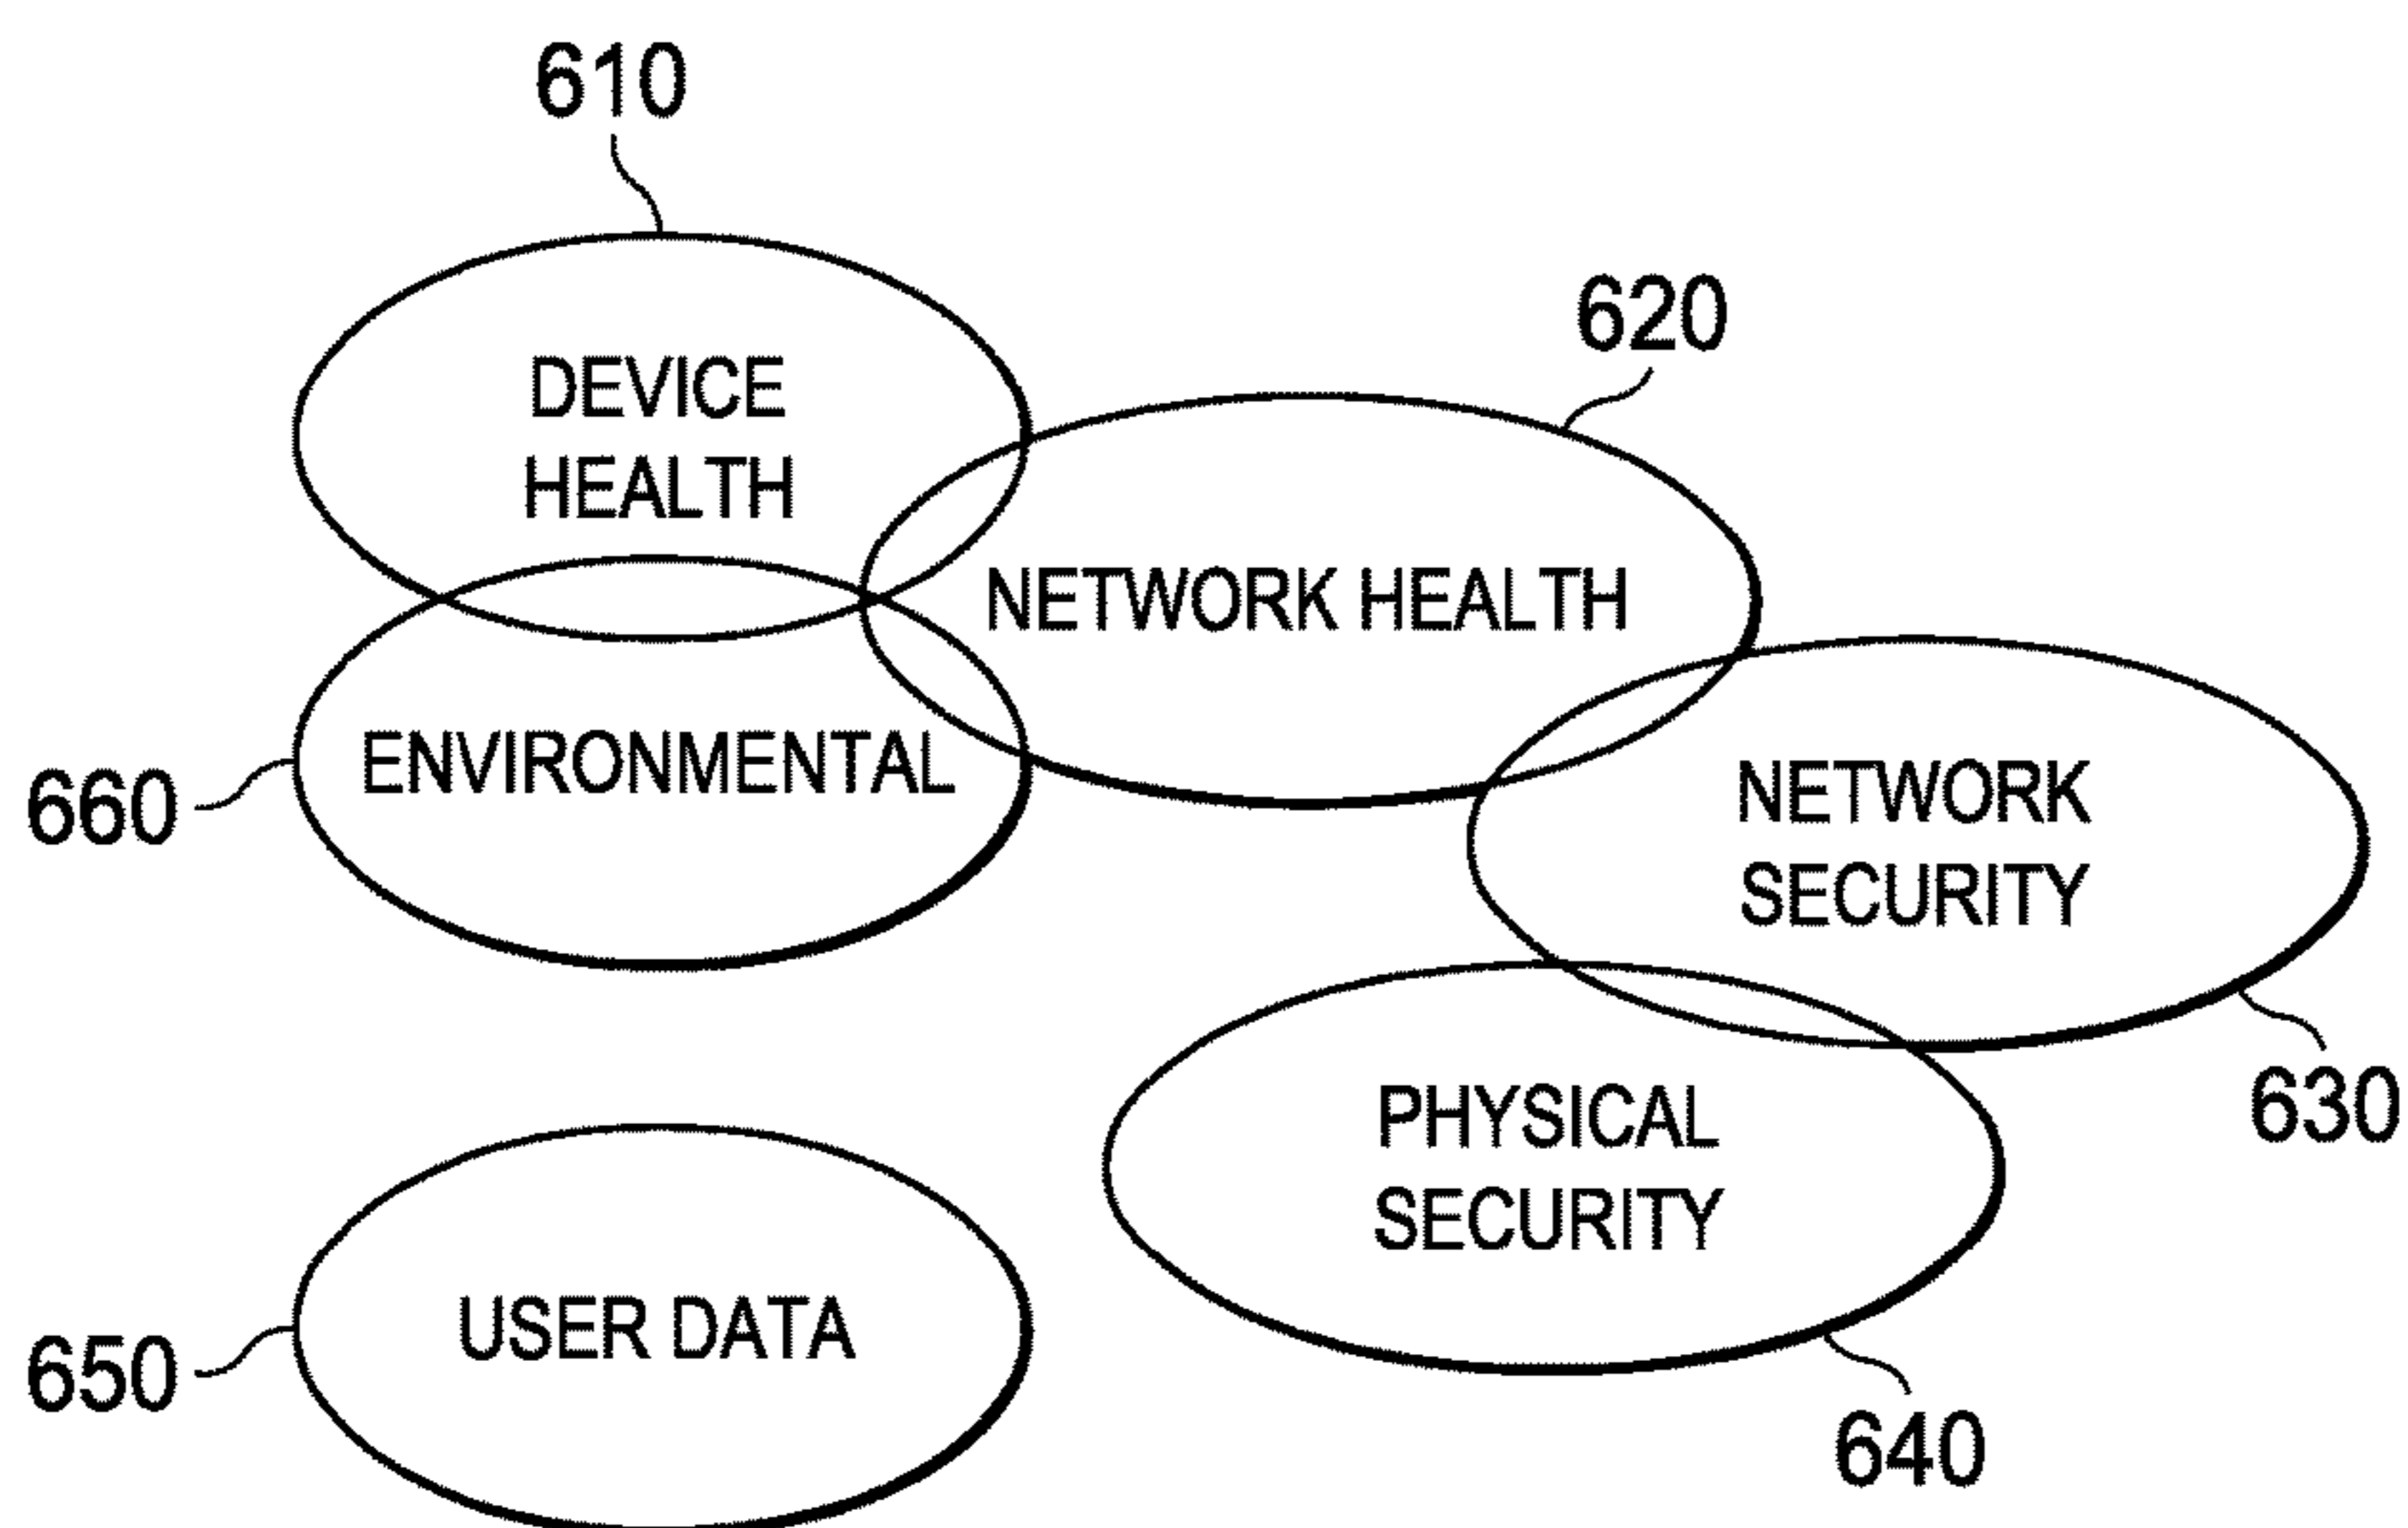 610
620
DEVICE
HEALTH
NETWORK HEALTH
ENVIRONMENTAL
660
NETWORK
SECURITY
630
PHYSICAL
SECURITY
USER DATA
650
640